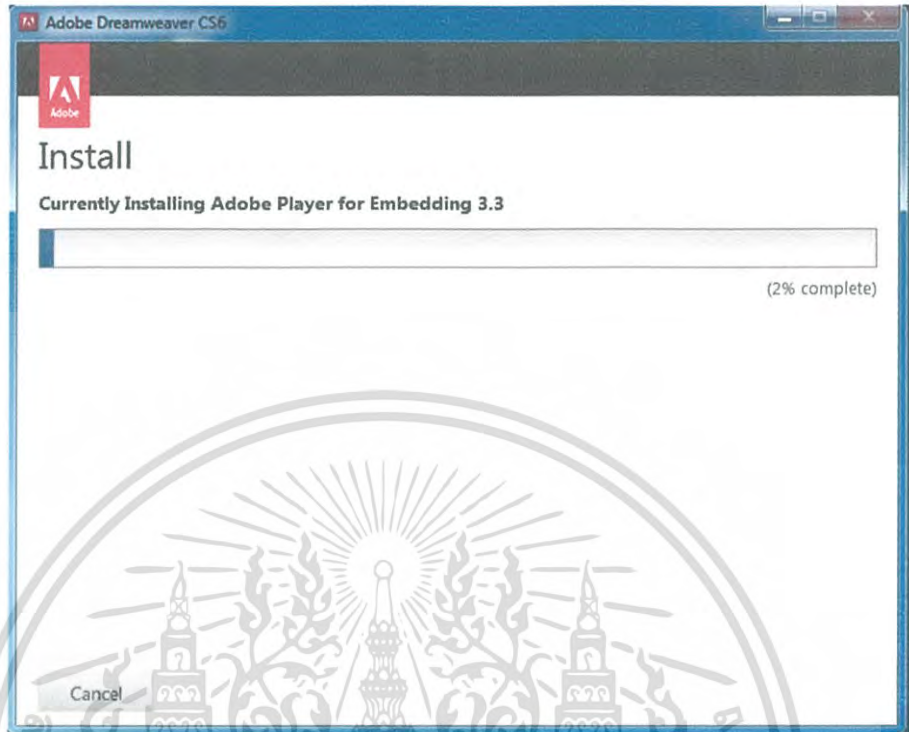 Adobe Dreamweaver CS6
Adobe
Install
Currently Installing Adobe Player for Embedding 3.3
(2% complete)
Cancel